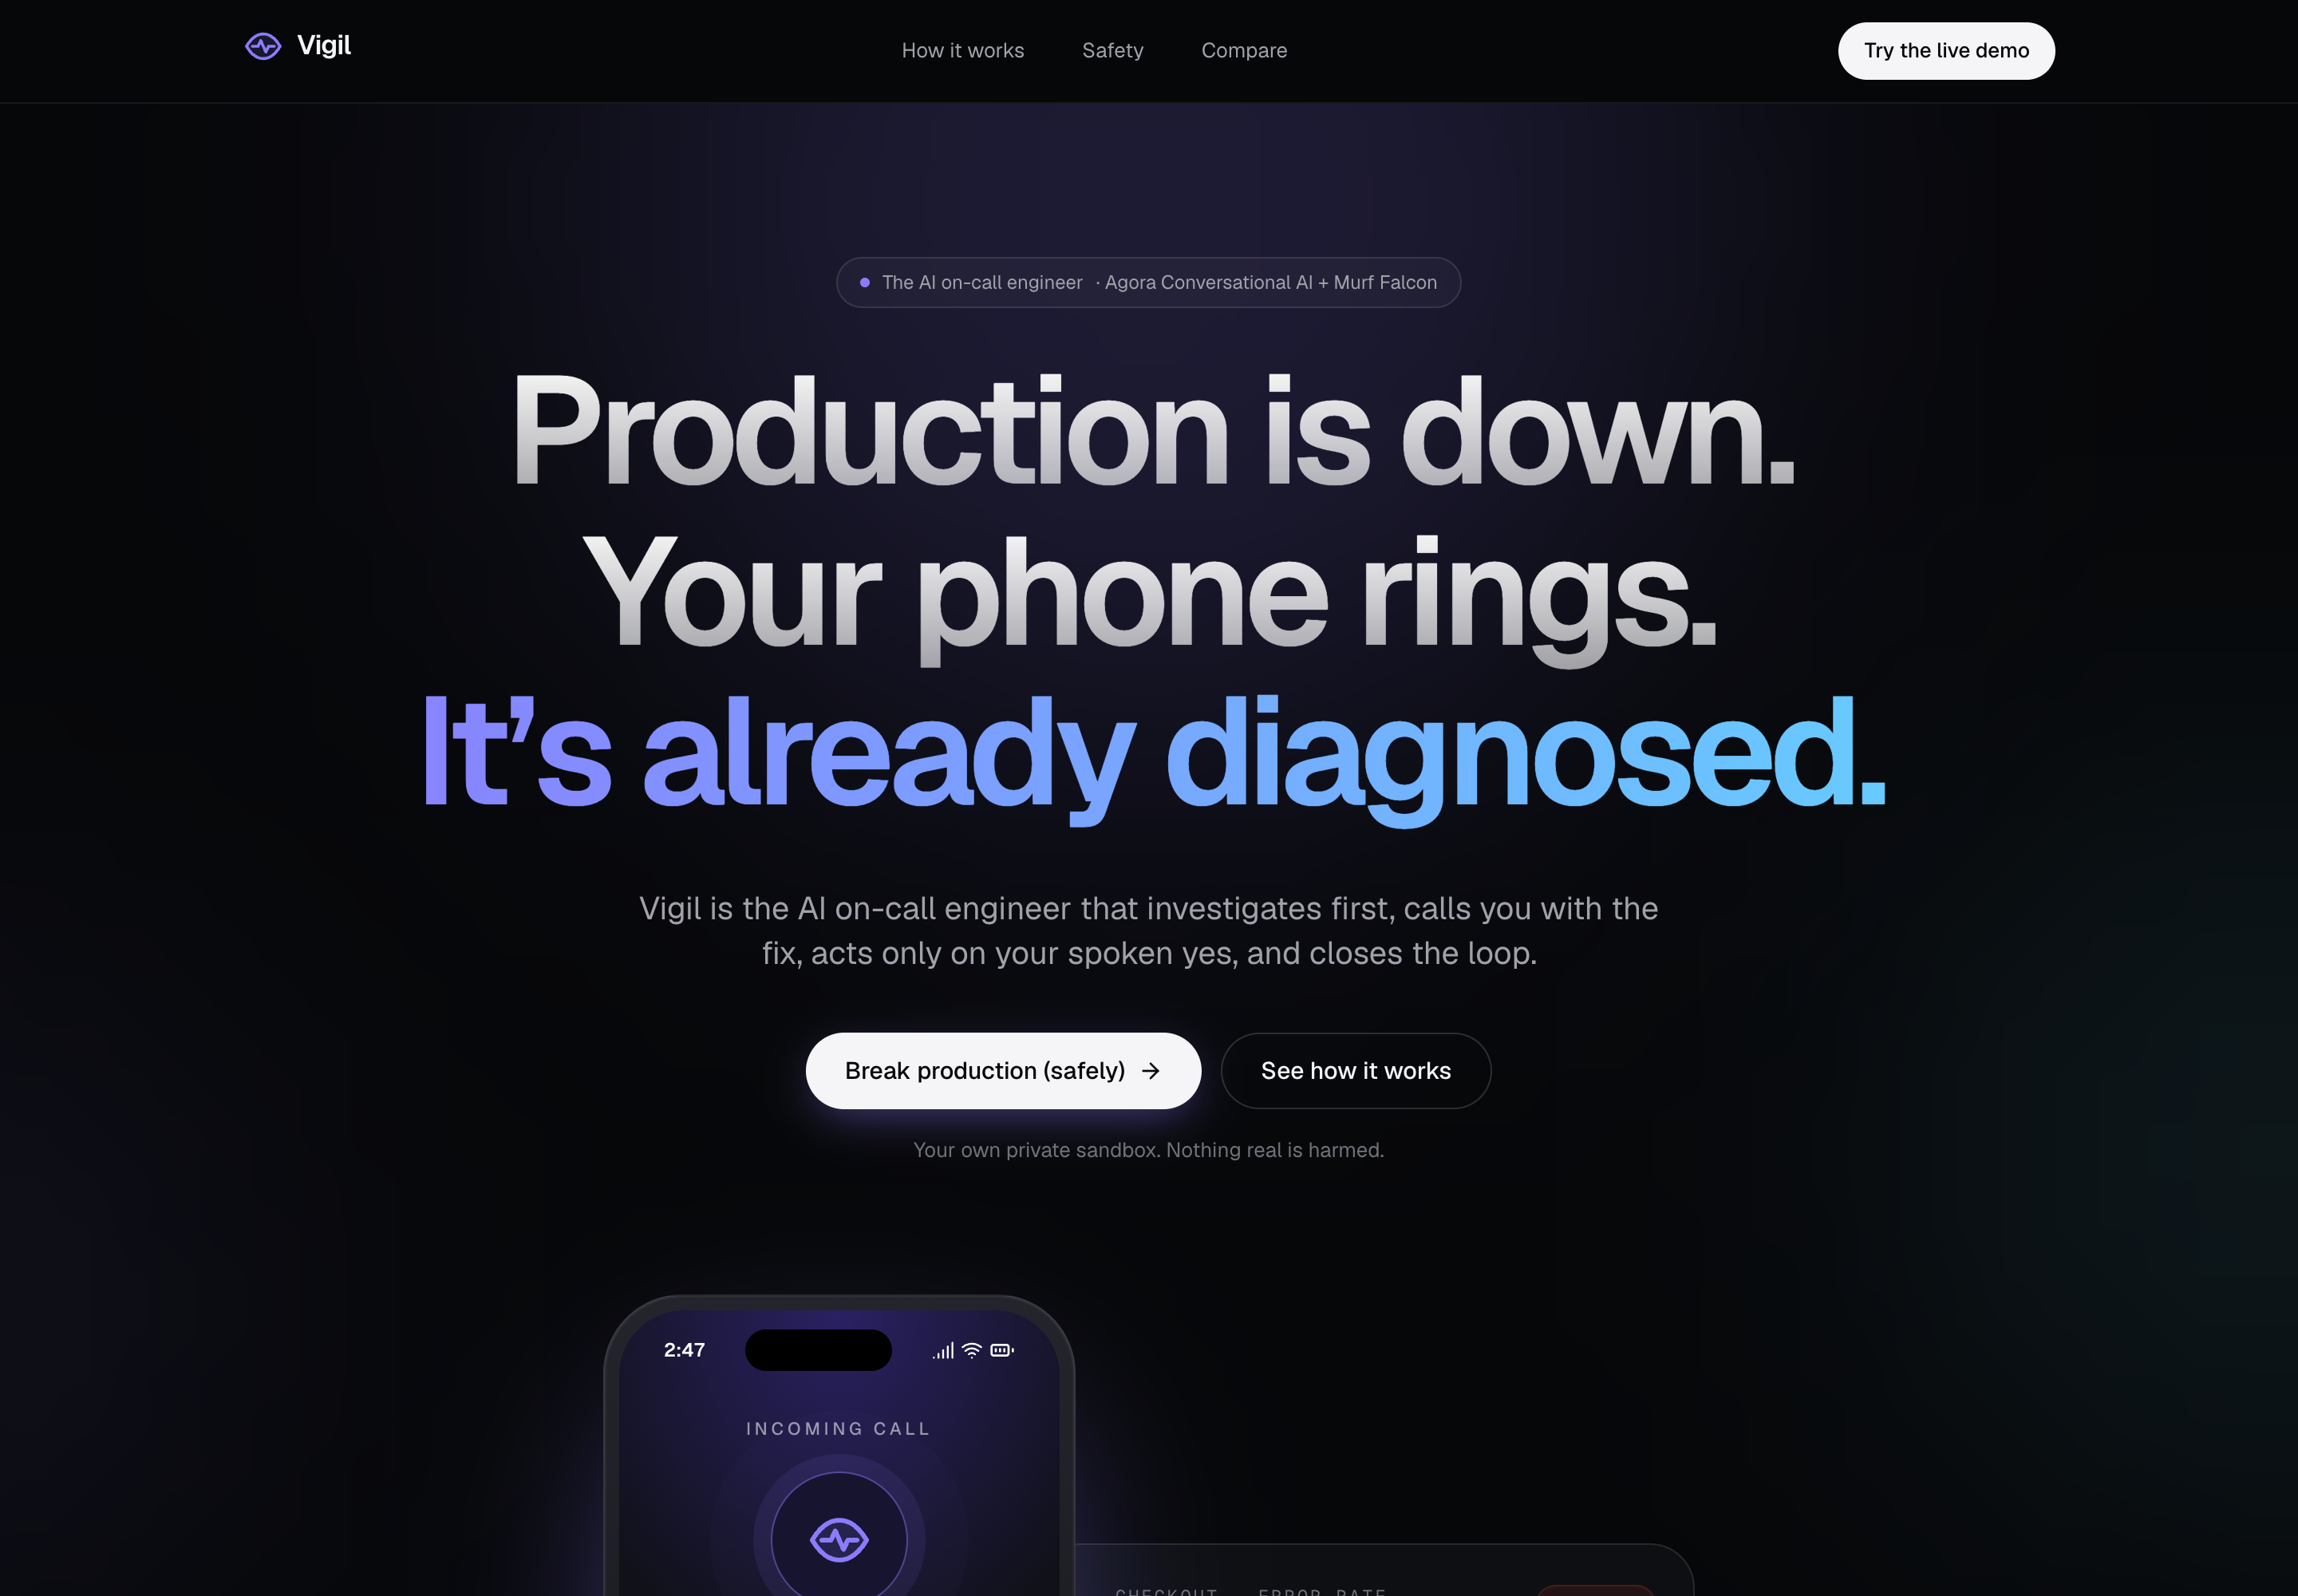 Vigil
How it works
Safety
Compare
Try the live demo
The AI on-call engineer · Agora Conversational AI + Murf Falcon
Production is down.
Your phone rings.
It’s already diagnosed.
Vigil is the AI on-call engineer that investigates first, calls you with the
fix, acts only on your spoken yes, and closes the loop.
Break production (safely) →
See how it works
Your own private sandbox. Nothing real is harmed.
2:47
INCOMING CALL
CHECKOUT ERROR RATE